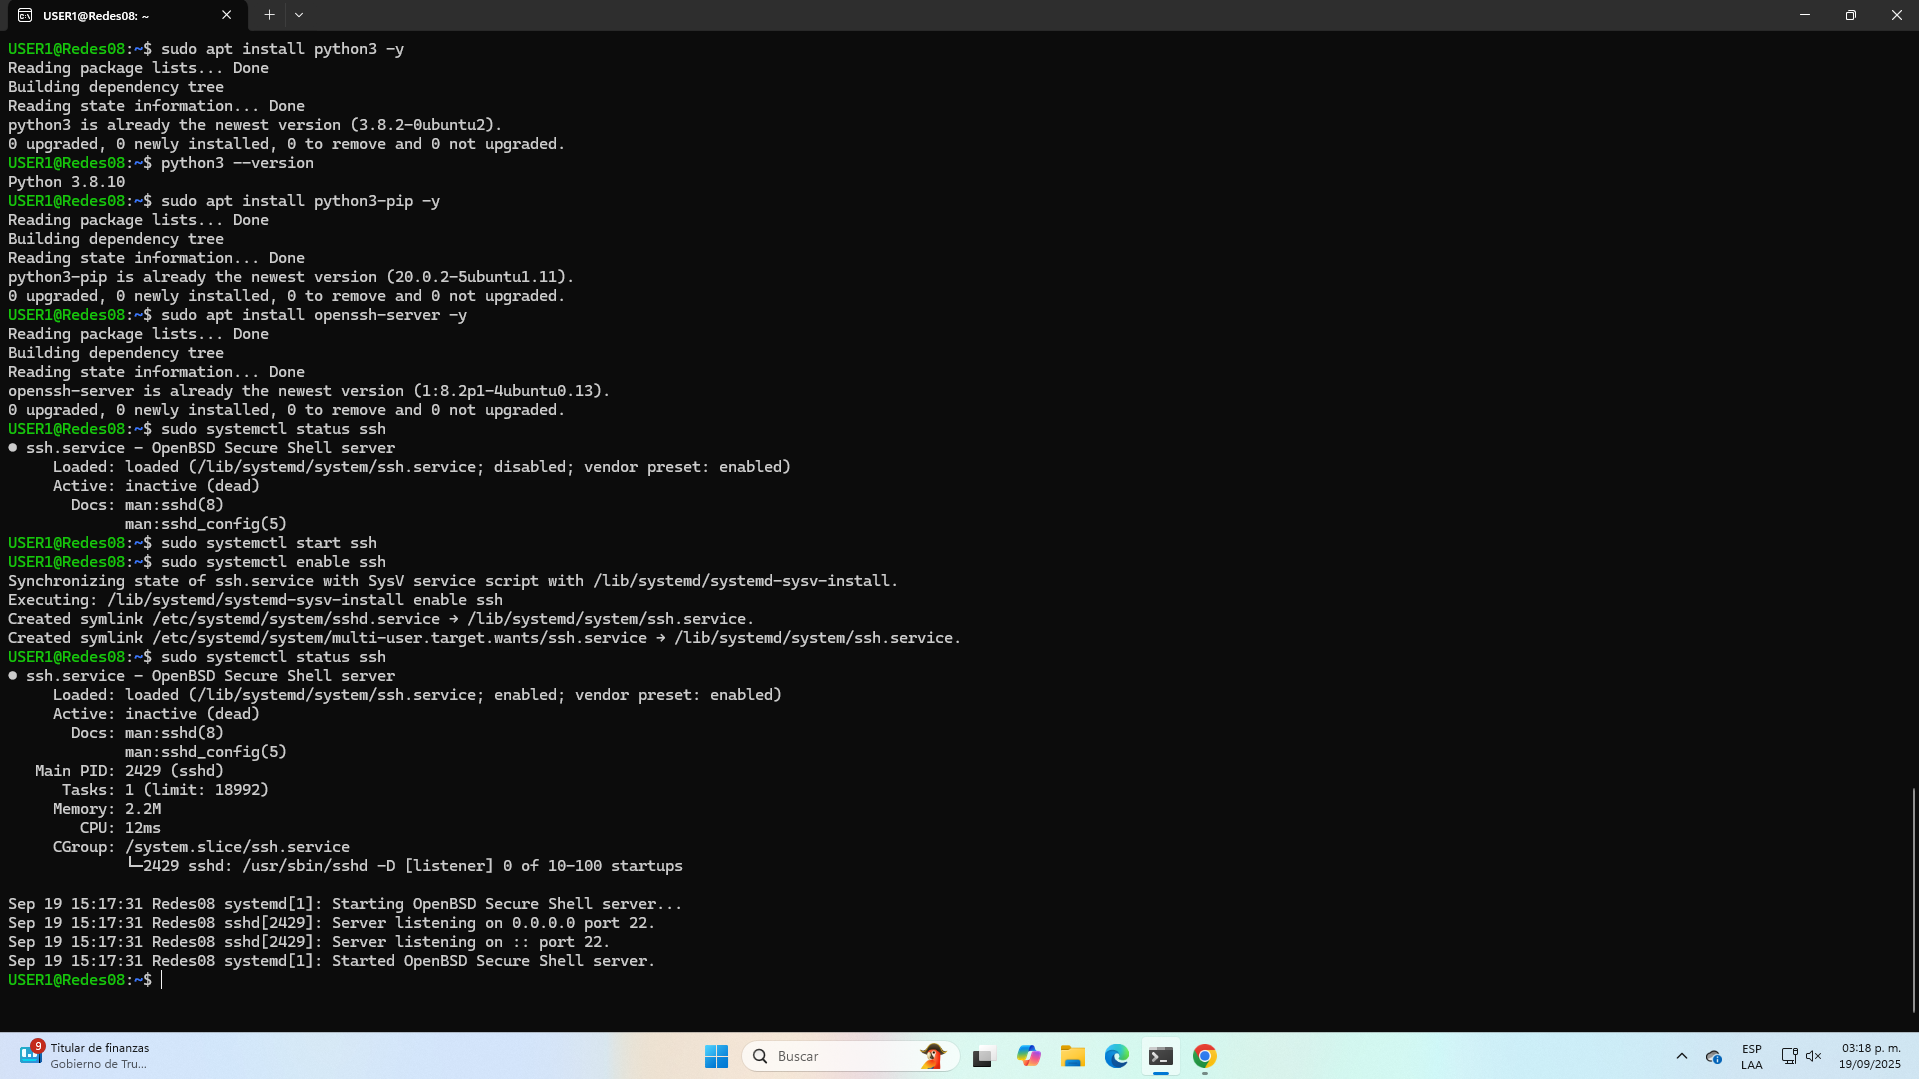 USER1@Redes08: ~
USER1@Redes08:~$ sudo apt install python3 -y
Reading package lists... Done
Building dependency tree
Reading state information... Done
python3 is already the newest version (3.8.2-0ubuntu2).
0 upgraded, 0 newly installed, 0 to remove and 0 not upgraded.
USER1@Redes08:~$ python3 --version
Python 3.8.10
USER1@Redes08:~$ sudo apt install python3-pip -y
Reading package lists... Done
Building dependency tree
Reading state information... Done
python3-pip is already the newest version (20.0.2-5ubuntu1.11).
0 upgraded, 0 newly installed, 0 to remove and 0 not upgraded.
USER1@Redes08:~$ sudo apt install openssh-server -y
Reading package lists... Done
Building dependency tree
Reading state information... Done
openssh-server is already the newest version (1:8.2p1-4ubuntu0.13).
0 upgraded, 0 newly installed, 0 to remove and 0 not upgraded.
USER1@Redes08:~$ sudo systemctl status ssh
● ssh.service - OpenBSD Secure Shell server
Loaded: loaded (/lib/systemd/system/ssh.service; disabled; vendor preset: enabled)
Active: inactive (dead)
Docs: man:sshd(8)
man:sshd_config(5)
USER1@Redes08:~$ sudo systemctl start ssh
USER1@Redes08:~$ sudo systemctl enable ssh
Synchronizing state of ssh.service with SysV service script with /lib/systemd/systemd-sysv-install.
Executing: /lib/systemd/systemd-sysv-install enable ssh
Created symlink /etc/systemd/system/sshd.service → /lib/systemd/system/ssh.service.
Created symlink /etc/systemd/system/multi-user.target.wants/ssh.service → /lib/systemd/system/ssh.service.
USER1@Redes08:~$ sudo systemctl status ssh
● ssh.service - OpenBSD Secure Shell server
Loaded: loaded (/lib/systemd/system/ssh.service; enabled; vendor preset: enabled)
Active: inactive (dead)
Docs: man:sshd(8)
man:sshd_config(5)
Main PID: 2429 (sshd)
Tasks: 1 (limit: 18992)
Memory: 2.2M
CPU: 12ms
CGroup: /system.slice/ssh.service
└─2429 sshd: /usr/sbin/sshd -D [listener] 0 of 10-100 startups
Sep 19 15:17:31 Redes08 systemd[1]: Starting OpenBSD Secure Shell server...
Sep 19 15:17:31 Redes08 sshd[2429]: Server listening on 0.0.0.0 port 22.
Sep 19 15:17:31 Redes08 sshd[2429]: Server listening on :: port 22.
Sep 19 15:17:31 Redes08 systemd[1]: Started OpenBSD Secure Shell server.
USER1@Redes08:~$
9
Titular de finanzas
Gobierno de Tru...
Buscar
ESP
LAA
03:18 p. m.
19/09/2025